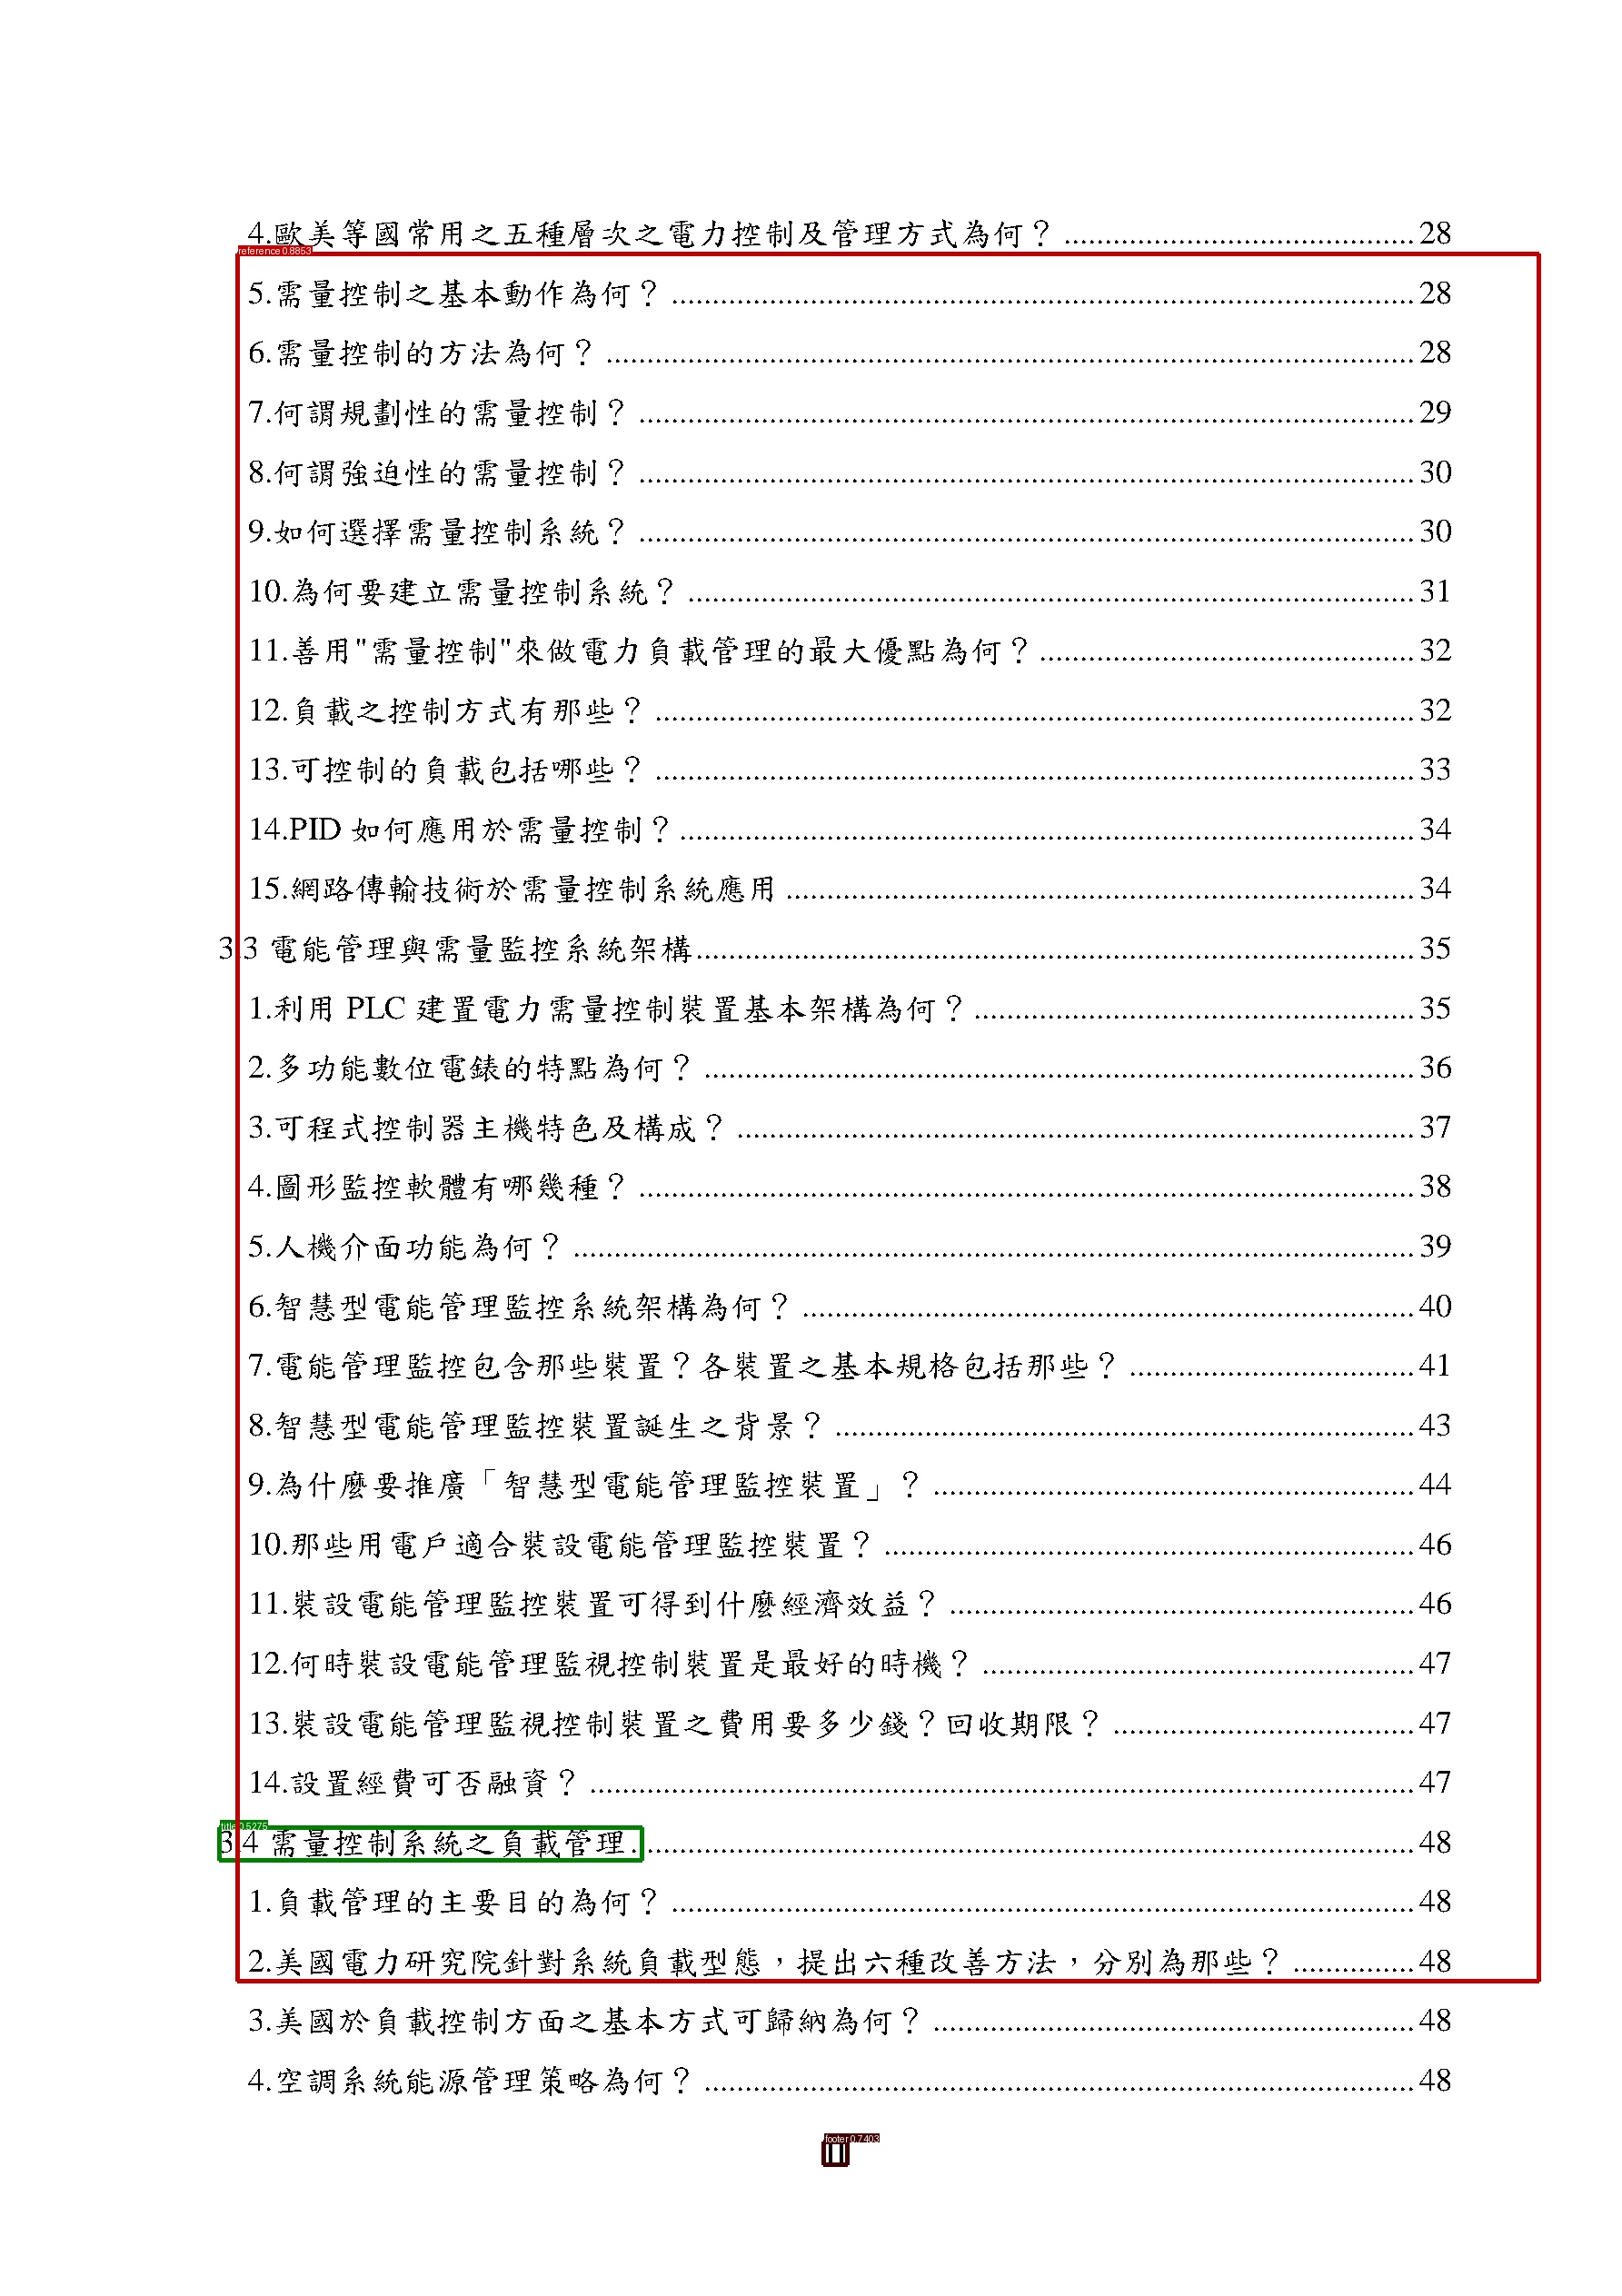 4.歐美等國常用之五種層次之電力控制及管理方式為何？ ........................................... 28
reference 0.8853
5.需量控制之基本動作為何？ ........................................................................................... 28
6.需量控制的方法為何？ ................................................................................................... 28
7.何謂規劃性的需量控制？ ............................................................................................... 29
8.何謂強迫性的需量控制？ ............................................................................................... 30
9.如何選擇需量控制系統？ ............................................................................................... 30
10.為何要建立需量控制系統？ ......................................................................................... 31
11.善用"需量控制"來做電力負載管理的最大優點為何？.............................................. 32
12.負載之控制方式有那些？ ............................................................................................. 32
13.可控制的負載包括哪些？ ............................................................................................. 33
14.PID 如何應用於需量控制？.......................................................................................... 34
15.網路傳輸技術於需量控制系統應用 ............................................................................. 34
3.3 電能管理與需量監控系統架構........................................................................................ 35
1.利用 PLC 建置電力需量控制裝置基本架構為何？...................................................... 35
2.多功能數位電錶的特點為何？ ....................................................................................... 36
3.可程式控制器主機特色及構成？ ................................................................................... 37
4.圖形監控軟體有哪幾種？ ............................................................................................... 38
5.人機介面功能為何？ ....................................................................................................... 39
6.智慧型電能管理監控系統架構為何？ ........................................................................... 40
7.電能管理監控包含那些裝置？各裝置之基本規格包括那些？ ................................... 41
8.智慧型電能管理監控裝置誕生之背景？ ....................................................................... 43
9.為什麼要推廣「智慧型電能管理監控裝置」？ ........................................................... 44
10.那些用電戶適合裝設電能管理監控裝置？ ................................................................. 46
11.裝設電能管理監控裝置可得到什麼經濟效益？ ......................................................... 46
12.何時裝設電能管理監視控制裝置是最好的時機？ ..................................................... 47
13.裝設電能管理監視控制裝置之費用要多少錢？回收期限？ ..................................... 47
14.設置經費可否融資？ ..................................................................................................... 47
title 0.5275
3.4 需量控制系統之負載管理................................................................................................ 48
1.負載管理的主要目的為何？ ........................................................................................... 48
2.美國電力研究院針對系統負載型態，提出六種改善方法，分別為那些？ ............... 48
3.美國於負載控制方面之基本方式可歸納為何？ ........................................................... 48
4.空調系統能源管理策略為何？ ....................................................................................... 48
footer 0.7403
III